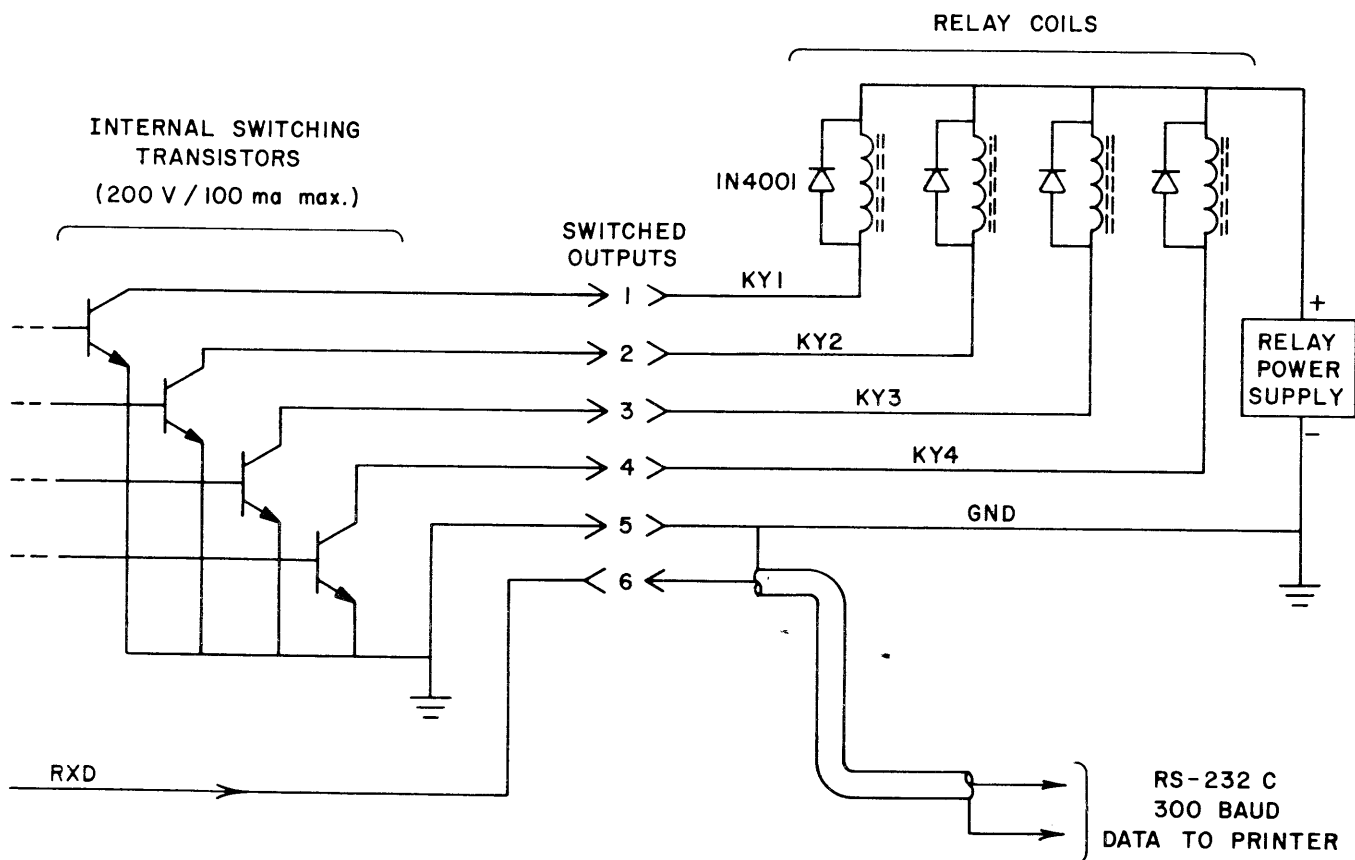 RELAY COILS
INTERNAL SWITCHING
TRANSISTORS
(200 V / 100 ma max.)
1N4001
SWITCHED
OUTPUTS
1
KY1
2
KY2
3
KY3
4
KY4
5
GND
6
+
RELAY
POWER
SUPPLY
-
RXD
RS-232 C
300 BAUD
DATA TO PRINTER